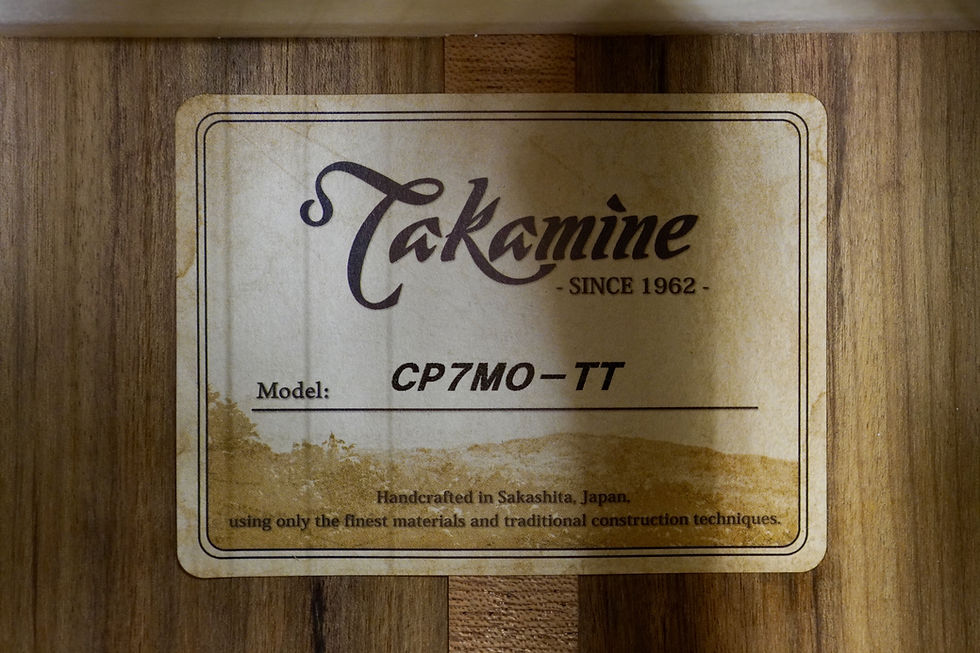 Takamine
- SINCE 1962 -
Model: CP7MO-TT
Handcrafted in Sakashita, Japan.
using only the finest materials and traditional construction techniques.